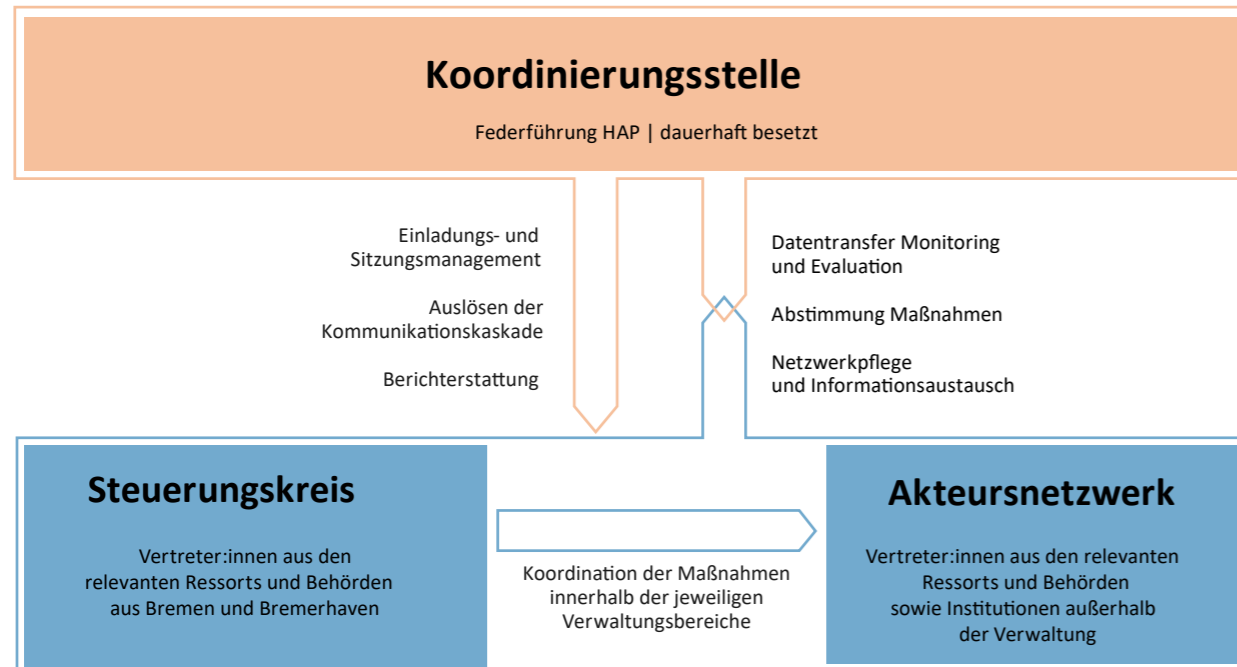 Koordinierungsstelle
Federführung HAP | dauerhaft besetzt
Einladungs- und
Sitzungsmanagement
Auslösen der
Kommunikationskaskade
Berichterstattung
Datentransfer Monitoring
und Evaluation
Abstimmung Maßnahmen
Netzwerkpflege
und Informationsaustausch
Steuerungskreis
Vertreter:innen aus den
relevanten Ressorts und Behörden
aus Bremen und Bremerhaven
Koordination der Maßnahmen
innerhalb der jeweiligen
Verwaltungsbereiche
Akteursnetzwerk
Vertreter:innen aus den relevanten
Ressorts und Behörden
sowie Institutionen außerhalb
der Verwaltung